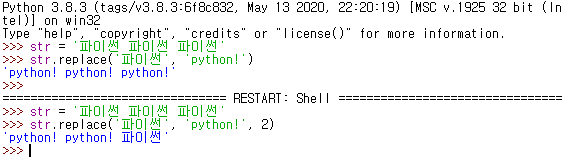 Python 3.8.3 (tags/v3.8.3:6f8c832, May 13 2020, 22:20:19) [MSC v.1925 32 bit (In
tel)] on win32
Type "help", "copyright", "credits" or "license()" for more information.
>>> str = '파이썬 파이썬 파이썬'
>>> str.replace('파이썬', 'python!')
'python! python! python!'
>>>
=============================== RESTART: Shell ===============================
>>> str = '파이썬 파이썬 파이썬'
>>> str.replace('파이썬', 'python!', 2)
'python! python! 파이썬'
>>>